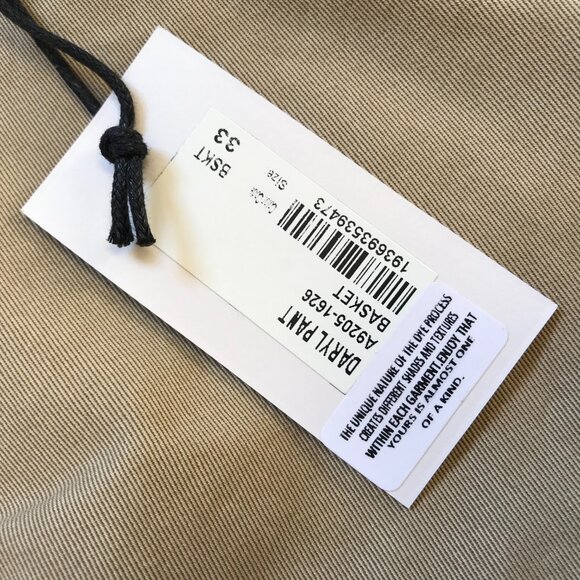 DARYL PANT
A9205-1626
BASKET
193693539473
Size
BSKT
33
THE UNIQUE NATURE OF THE DYE PROCESS
CREATES DIFFERENT SHADES AND TEXTURES
WITHIN EACH GARMENT.ENJOY THAT
YOURS IS ALMOST ONE
OF A KIND.